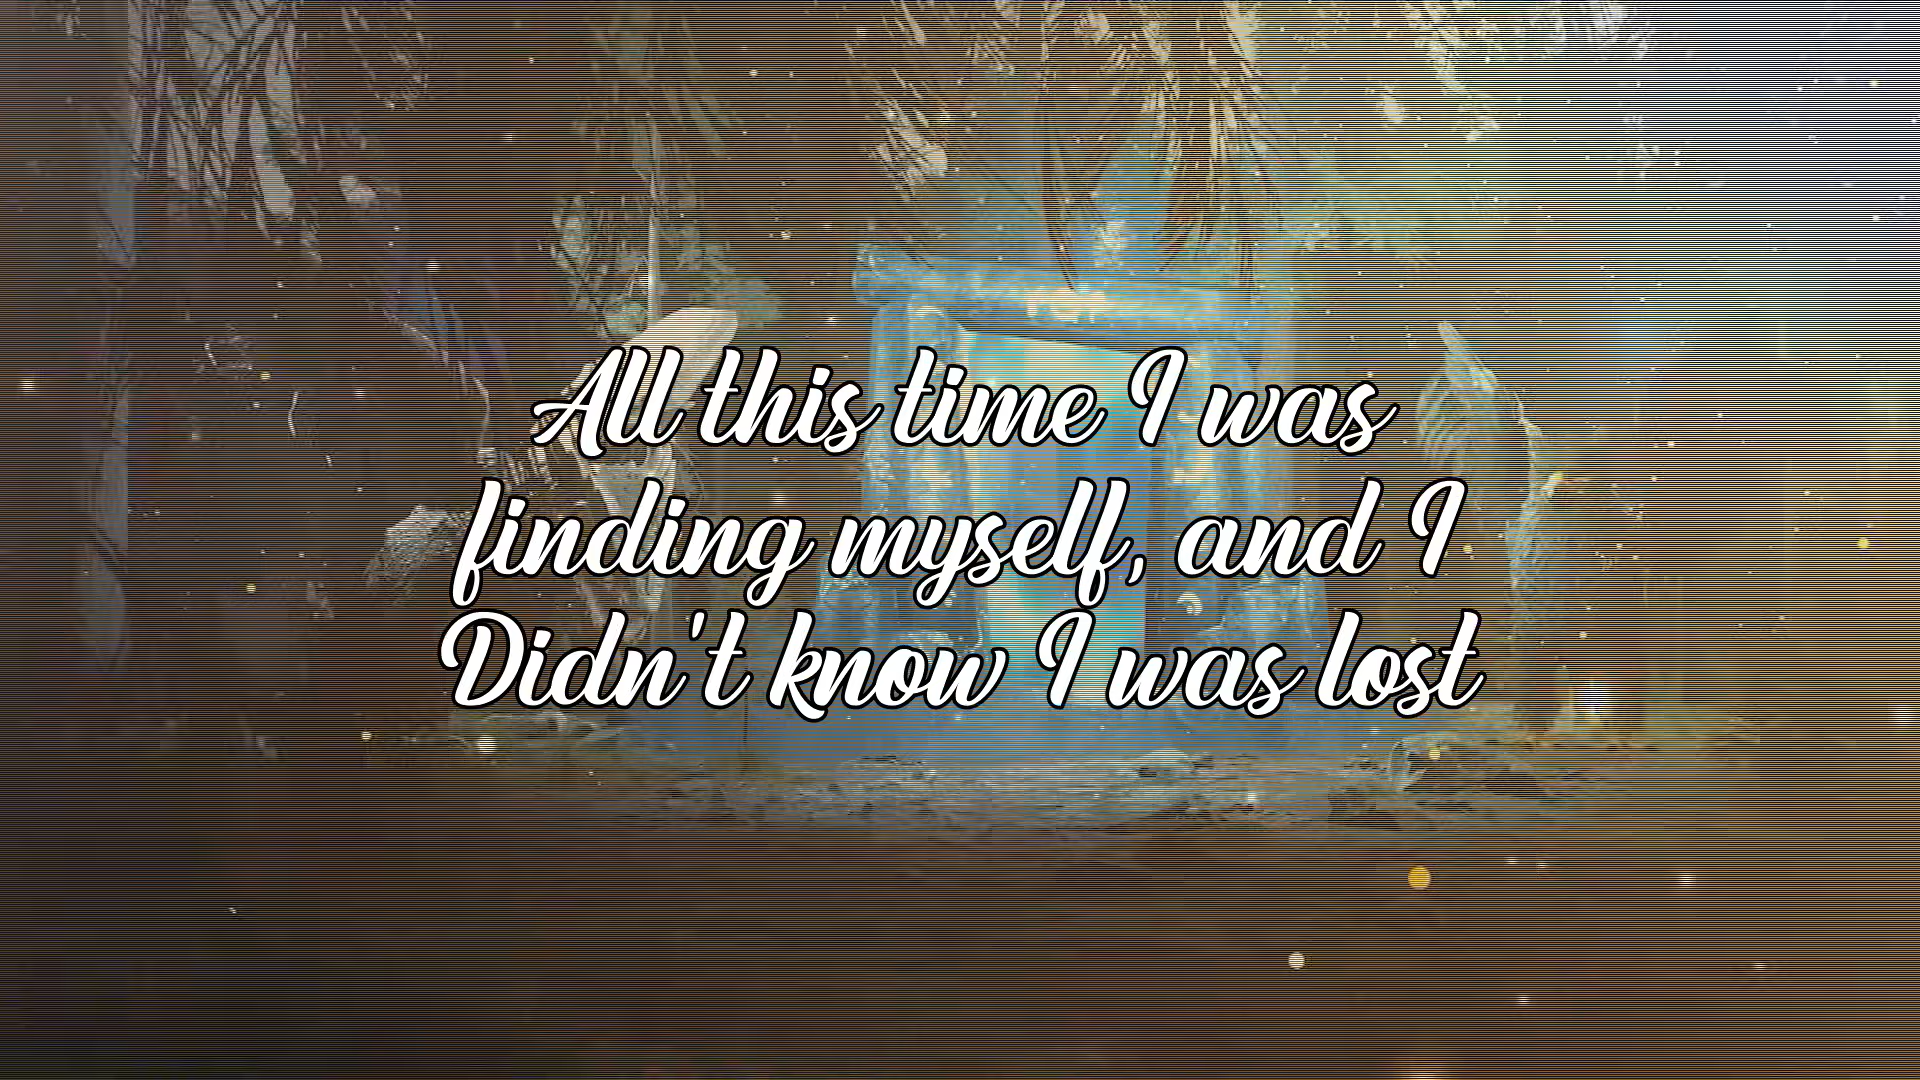 All this time I was
finding myself, and I
Didn't know I was lost